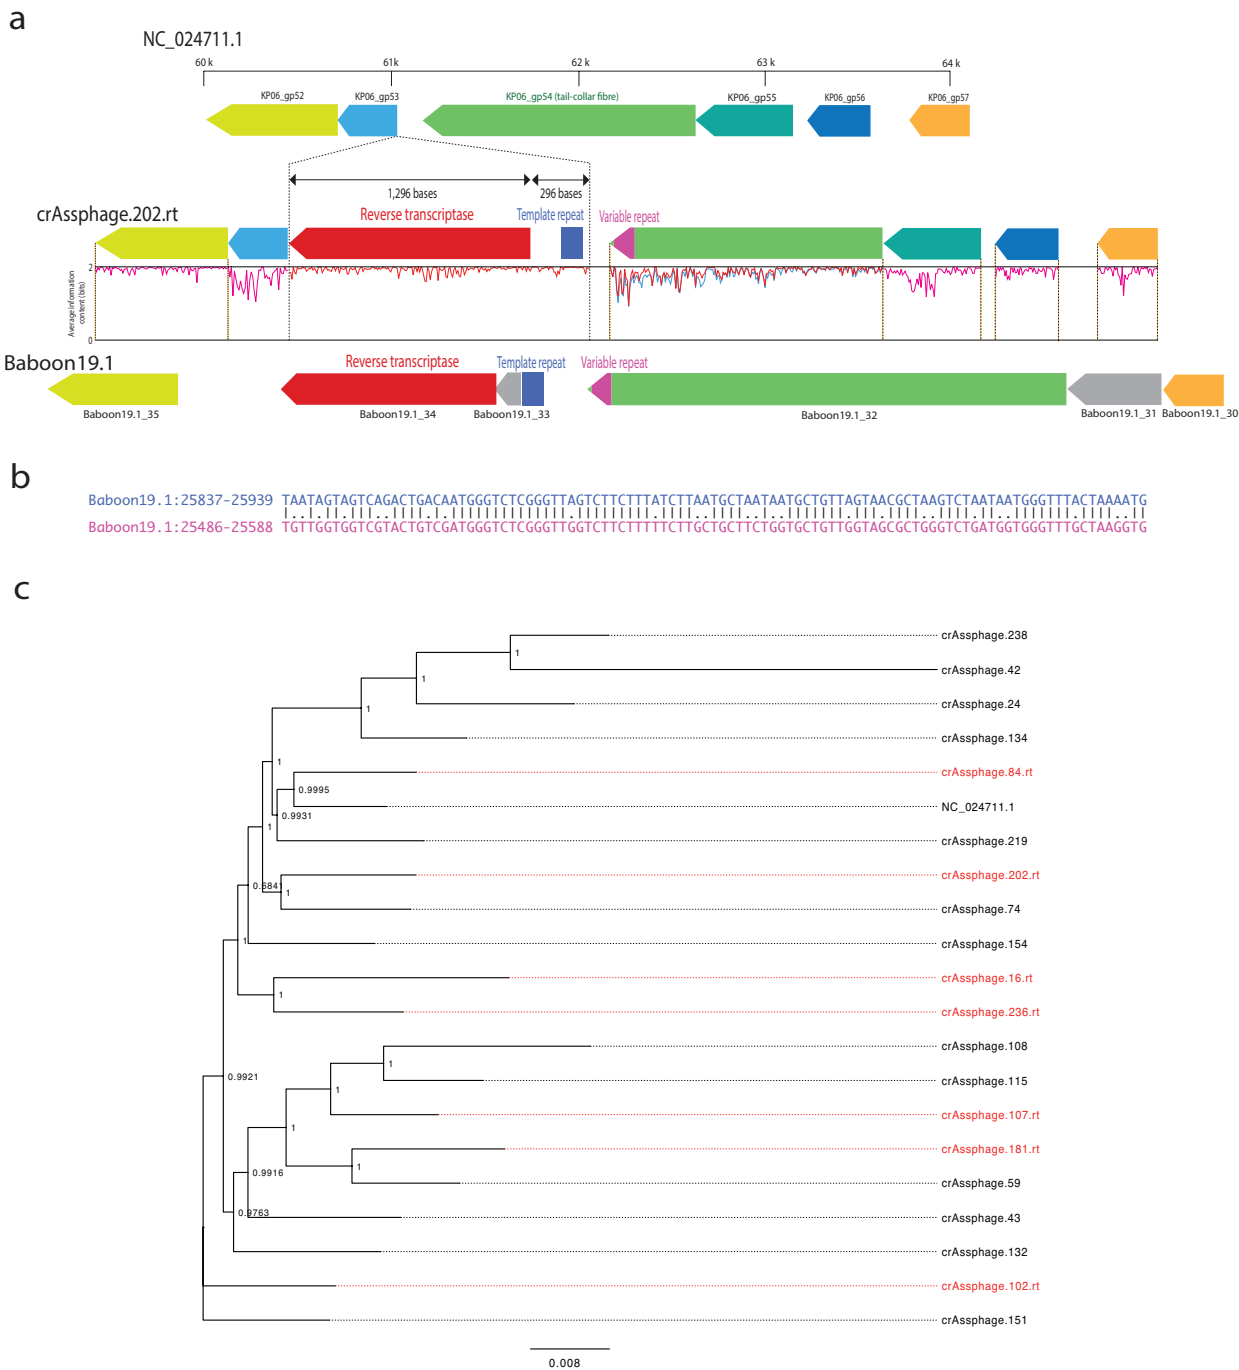 a
NC_024711.1
60 k
61k
62 k
63 k
64 k
KP06_gp52
KP06_gp53
KP06_gp54 (tail-collar fibre)
KP06_gp55
KP06_gp56
KP06_gp57
1,296 bases
296 bases
crAssphage.202.rt
Reverse transcriptase
Template repeat
Variable repeat
Average information
content (bits)
2
0
Baboon19.1
Reverse transcriptase
Template repeat
Variable repeat
Baboon19.1_35
Baboon19.1_34
Baboon19.1_33
Baboon19.1_32
Baboon19.1_31
Baboon19.1_30
b
Baboon19.1:25837-25939 TAATAGTAGTCAGACTGACAATGGGTCTCGGGTTAGTCTTCTTTATCTTAATGCTAATAATGCTGTTAGTAACGCTAAGTCTAATAATGGGTTTACTAAAATG
Baboon19.1:25486-25588 TGTTGGTGGTCGTACTGTCGATGGGTCTCGGGTTGGTCTTCTTTTTCTTGCTGCTTCTGGTGCTGTTGGTAGCGCTGGGTCTGATGGTGGGTTTGCTAAGGTG
c
crAssphage.238
1
crAssphage.42
1
crAssphage.24
1
crAssphage.134
1
crAssphage.84.rt
0.9995
NC_024711.1
0.9931
1
crAssphage.219
crAssphage.202.rt
0.6841
1
crAssphage.74
1
crAssphage.154
crAssphage.16.rt
1
crAssphage.236.rt
crAssphage.108
1
0.9921
crAssphage.115
1
crAssphage.107.rt
1
crAssphage.181.rt
1
0.9916
crAssphage.59
0.9763
crAssphage.43
crAssphage.132
crAssphage.102.rt
crAssphage.151
0.008